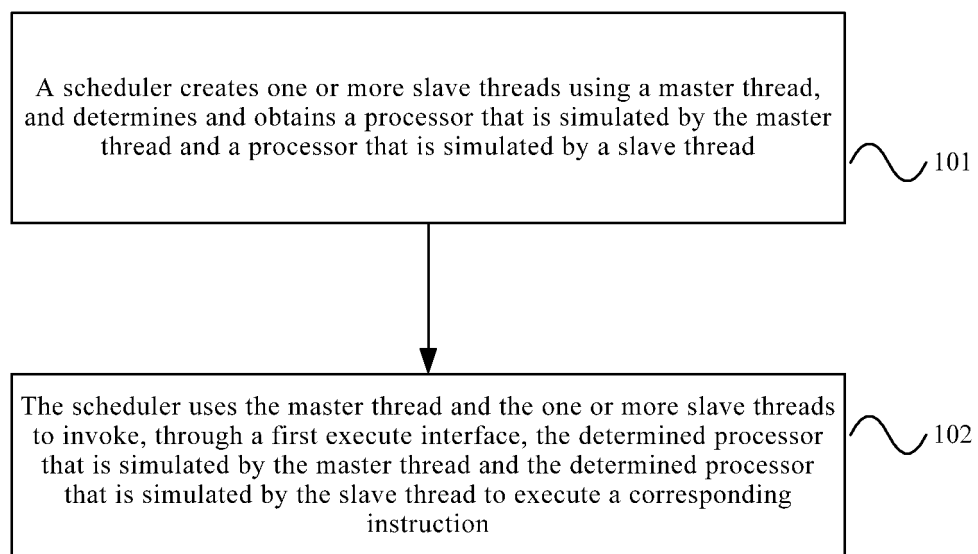 A scheduler creates one or more slave threads using a master thread,
and determines and obtains a processor that is simulated by the master
thread and a processor that is simulated by a slave thread
101
The scheduler uses the master thread and the one or more slave threads
to invoke, through a first execute interface, the determined processor
that is simulated by the master thread and the determined processor
that is simulated by the slave thread to execute a corresponding
instruction
102